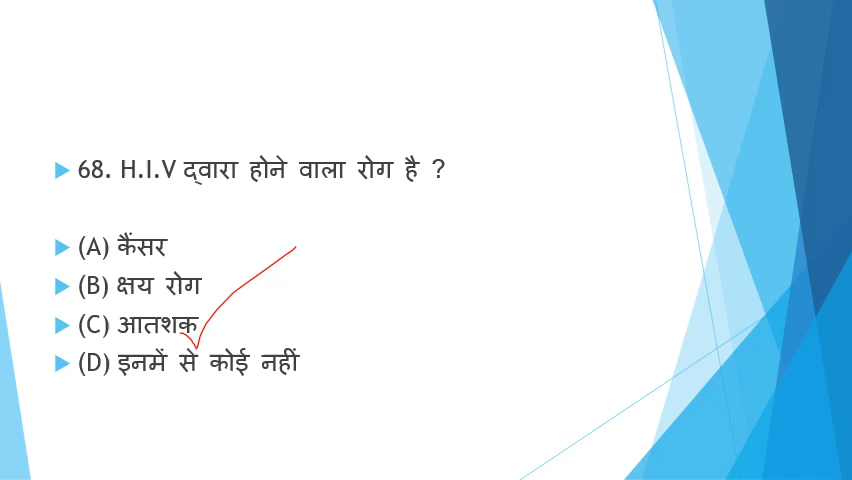 68. H.I.V द्वारा होने वाला रोग है ?
(A) कैंसर
(B) क्षय रोग
(C) आतशक
(D) इनमें से कोई नहीं